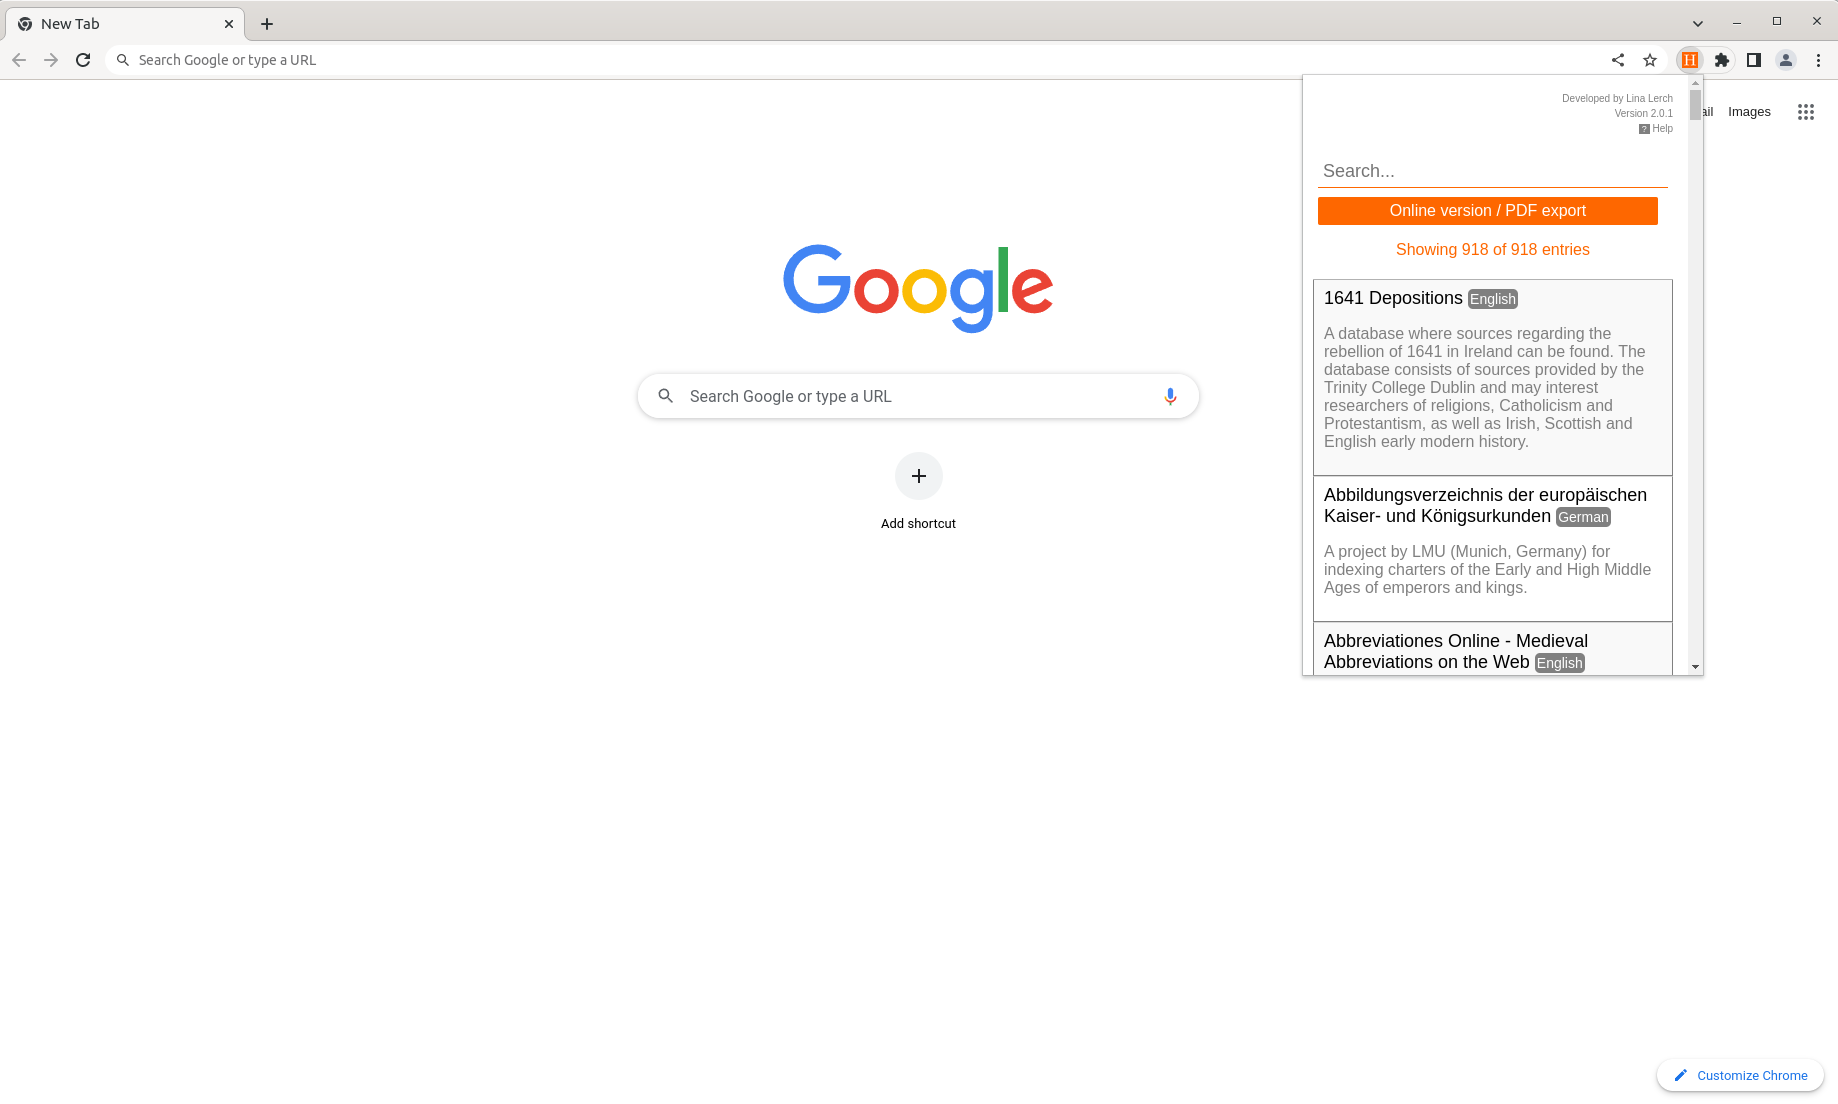 New Tab
Search Google or type a URL
H
Developed by Lina Lerch
Version 2.0.1
? Help
ail Images
Search...
Online version / PDF export
Showing 918 of 918 entries
1641 Depositions English
A database where sources regarding the
rebellion of 1641 in Ireland can be found. The
database consists of sources provided by the
Trinity College Dublin and may interest
researchers of religions, Catholicism and
Protestantism, as well as Irish, Scottish and
English early modern history.
Abbildungsverzeichnis der europäischen
Kaiser- und Königsurkunden German
A project by LMU (Munich, Germany) for
indexing charters of the Early and High Middle
Ages of emperors and kings.
Abbreviationes Online - Medieval
Abbreviations on the Web English
Google
Search Google or type a URL
Add shortcut
Customize Chrome